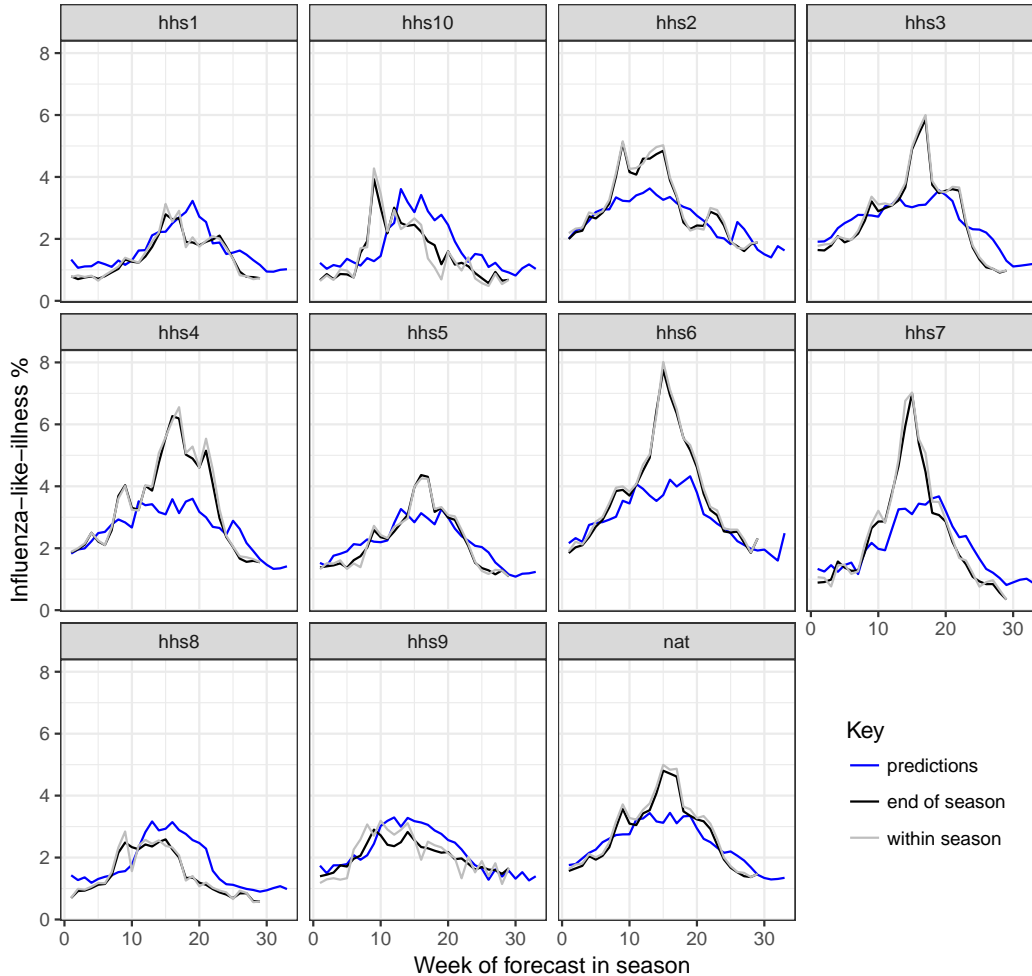 hhs1 hhs10 hhs2 hhs3
8
6
4
2
0
hhs4 hhs5 hhs6 hhs7
8
6
4
2
0
0 10 20 30
hhs8 hhs9 nat
8
6
4
2
0
0 10 20 30 0 10 20 30 0 10 20 30
Influenza−like−illness %
Week of forecast in season
Key
predictions
end of season
within season